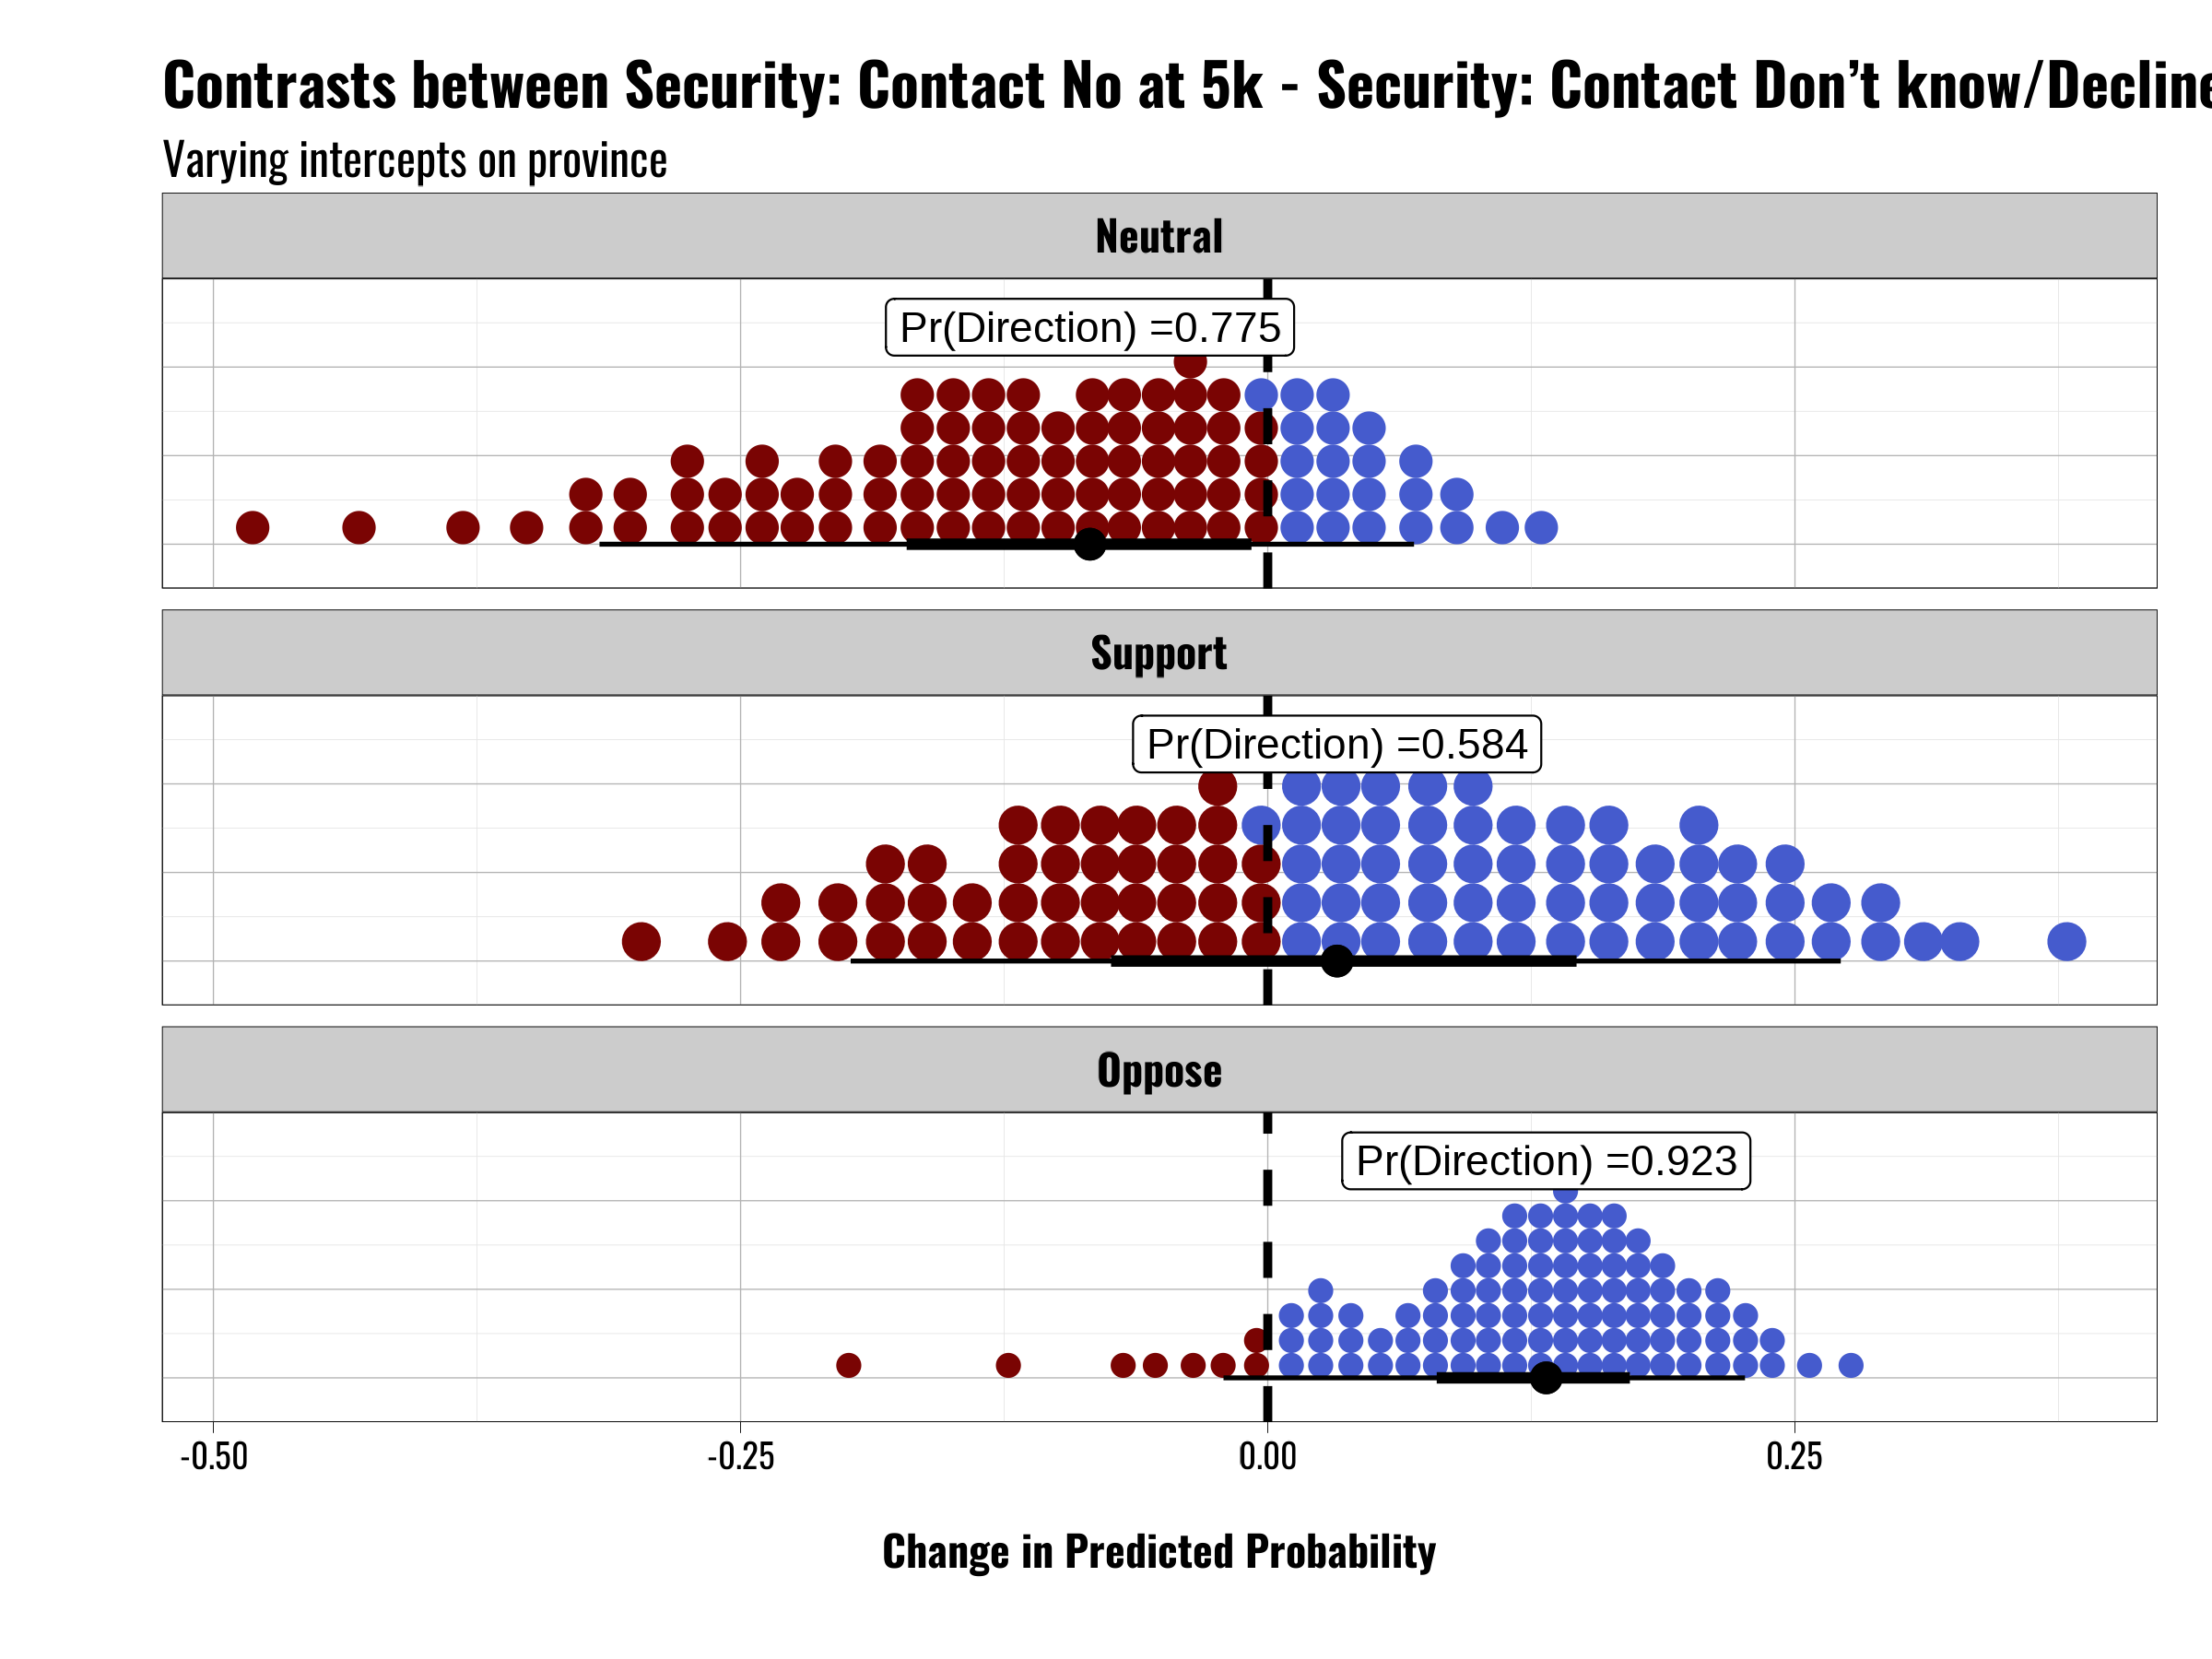 Contrasts between Security: Contact No at 5k - Security: Contact Don’t know/Decline
Varying intercepts on province
Neutral
Pr(Direction) =0.775
Support
Pr(Direction) =0.584
Oppose
Pr(Direction) =0.923
-0.50 -0.25 0.00 0.25
Change in Predicted Probability